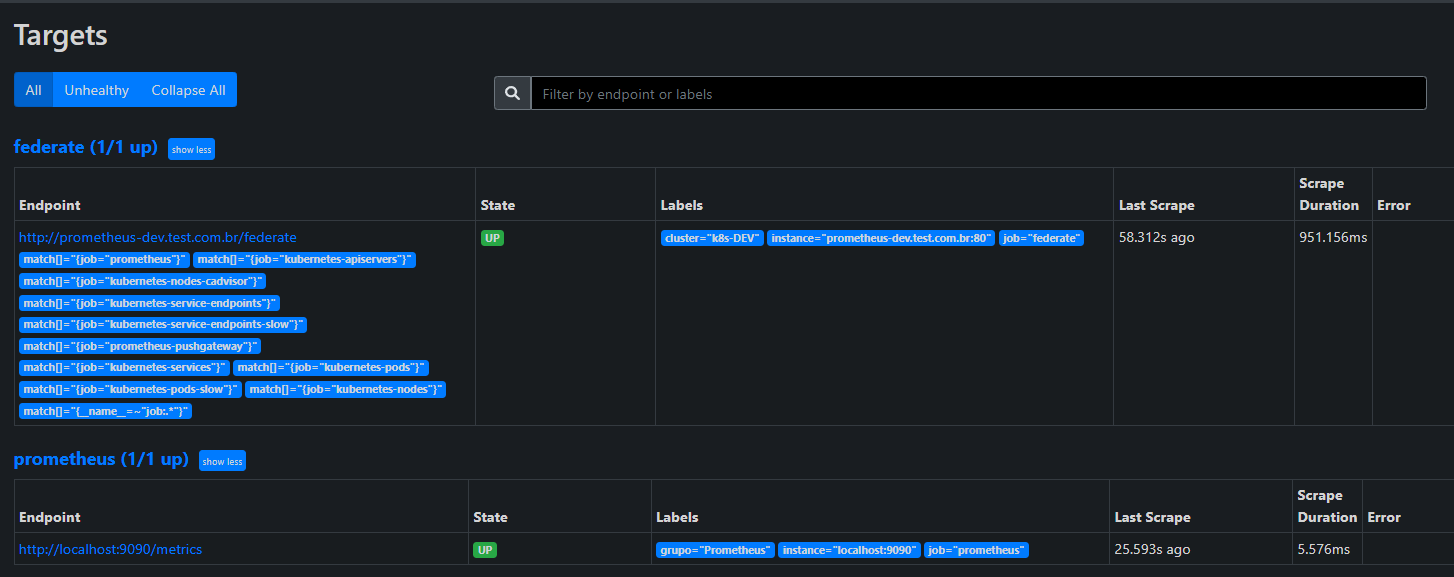 Targets
All Unhealthy Collapse All Filter by endpoint or labels
federate (1/1 up) show less
Endpoint State Labels Last Scrape Scrape Duration Error
http://prometheus-dev.test.com.br/federate UP cluster="k8s-DEV" instance="prometheus-dev.test.com.br:80" job="federate" 58.312s ago 951.156ms
match[]="{job="prometheus"}" match[]="{job="kubernetes-apiservers"}"
match[]="{job="kubernetes-nodes-cadvisor"}"
match[]="{job="kubernetes-service-endpoints"}"
match[]="{job="kubernetes-service-endpoints-slow"}"
match[]="{job="prometheus-pushgateway"}"
match[]="{job="kubernetes-services"}" match[]="{job="kubernetes-pods"}"
match[]="{job="kubernetes-pods-slow"}" match[]="{job="kubernetes-nodes"}"
match[]="{__name__=~"job:.*"}"
prometheus (1/1 up) show less
Endpoint State Labels Last Scrape Scrape Duration Error
http://localhost:9090/metrics UP grupo="Prometheus" instance="localhost:9090" job="prometheus" 25.593s ago 5.576ms